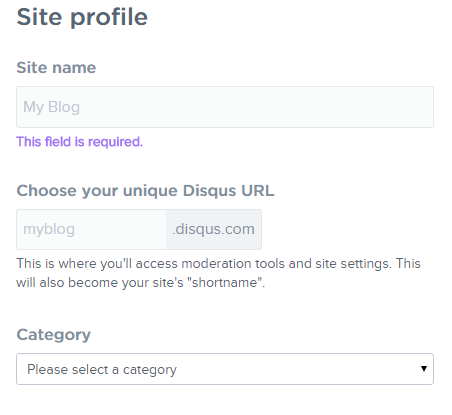 Site profile
Site name
My Blog
This field is required.
Choose your unique Disqus URL
myblog .disqus.com
This is where you'll access moderation tools and site settings. This
will also become your site's "shortname".
Category
Please select a category